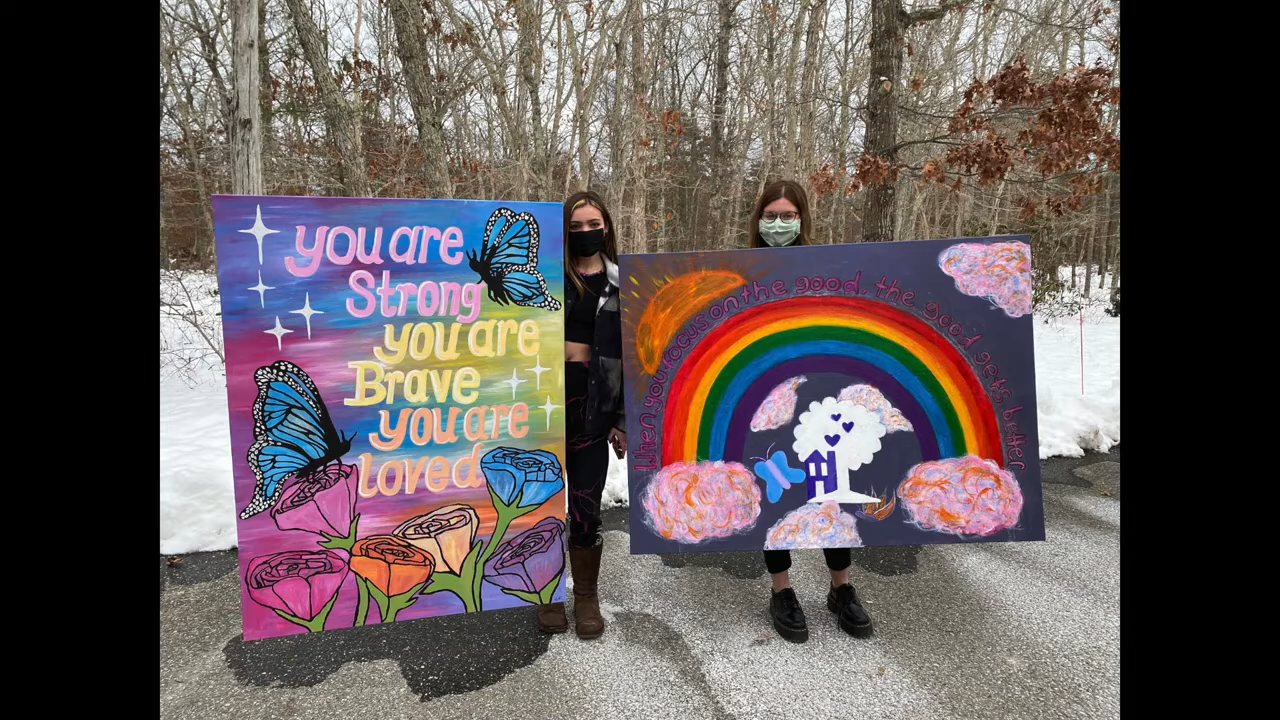 you are
Strong
you are
Brave
you are
loved
When you focus on the good, the good gets better